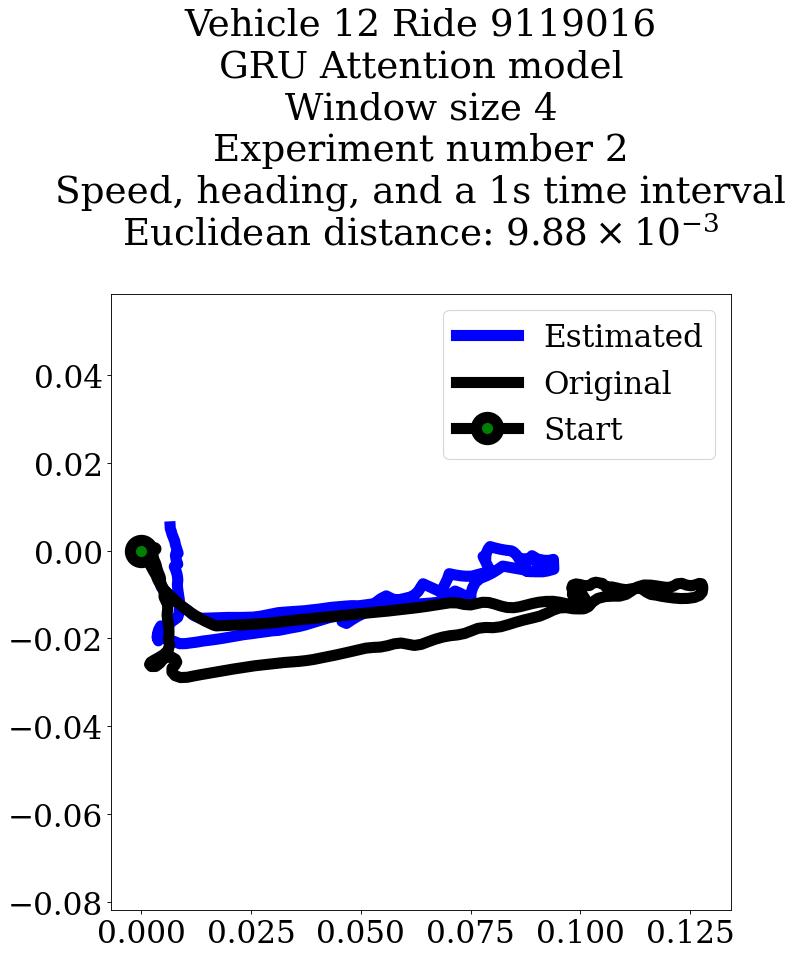 Vehicle 12 Ride 9119016
GRU Attention model
Window size 4
Experiment number 2
Speed, heading, and a 1s time interval
Euclidean distance: 9.88 × 10⁻³
Estimated
Original
Start
0.04
0.02
0.00
−0.02
−0.04
−0.06
−0.08
0.000 0.025 0.050 0.075 0.100 0.125